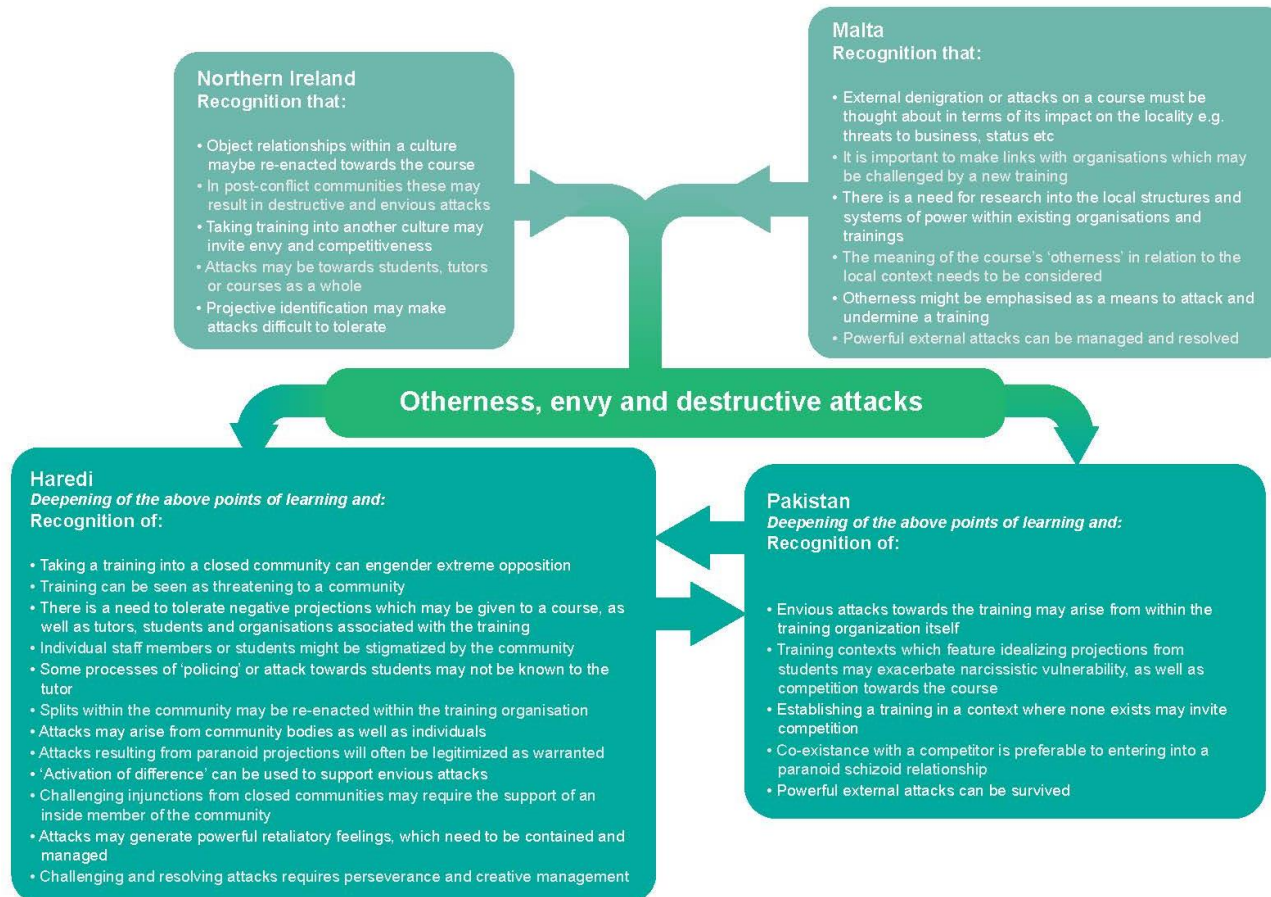 Northern Ireland
Recognition that:
• Object relationships within a culture
maybe re-enacted towards the course
• In post-conflict communities these may
result in destructive and envious attacks
• Taking training into another culture may
invite envy and competitiveness
• Attacks may be towards students, tutors
or courses as a whole
• Projective identification may make
attacks difficult to tolerate
Malta
Recognition that:
• External denigration or attacks on a course must be
thought about in terms of its impact on the locality e.g.
threats to business, status etc
• It is important to make links with organisations which may
be challenged by a new training
• There is a need for research into the local structures and
systems of power within existing organisations and
trainings
• The meaning of the course's ‘otherness’ in relation to the
local context needs to be considered
• Otherness might be emphasised as a means to attack and
undermine a training
• Powerful external attacks can be managed and resolved
Otherness, envy and destructive attacks
Haredi
Deepening of the above points of learning and:
Recognition of:
• Taking a training into a closed community can engender extreme opposition
• Training can be seen as threatening to a community
• There is a need to tolerate negative projections which may be given to a course, as
well as tutors, students and organisations associated with the training
• Individual staff members or students might be stigmatized by the community
• Some processes of ‘policing’ or attack towards students may not be known to the
tutor
• Splits within the community may be re-enacted within the training organisation
• Attacks may arise from community bodies as well as individuals
• Attacks resulting from paranoid projections will often be legitimized as warranted
• ‘Activation of difference’ can be used to support envious attacks
• Challenging injunctions from closed communities may require the support of an
inside member of the community
• Attacks may generate powerful retaliatory feelings, which need to be contained and
managed
• Challenging and resolving attacks requires perseverance and creative management
Pakistan
Deepening of the above points of learning and:
Recognition of:
• Envious attacks towards the training may arise from within the
training organization itself
• Training contexts which feature idealizing projections from
students may exacerbate narcissistic vulnerability, as well as
competition towards the course
• Establishing a training in a context where none exists may invite
competition
• Co-existance with a competitor is preferable to entering into a
paranoid schizoid relationship
• Powerful external attacks can be survived